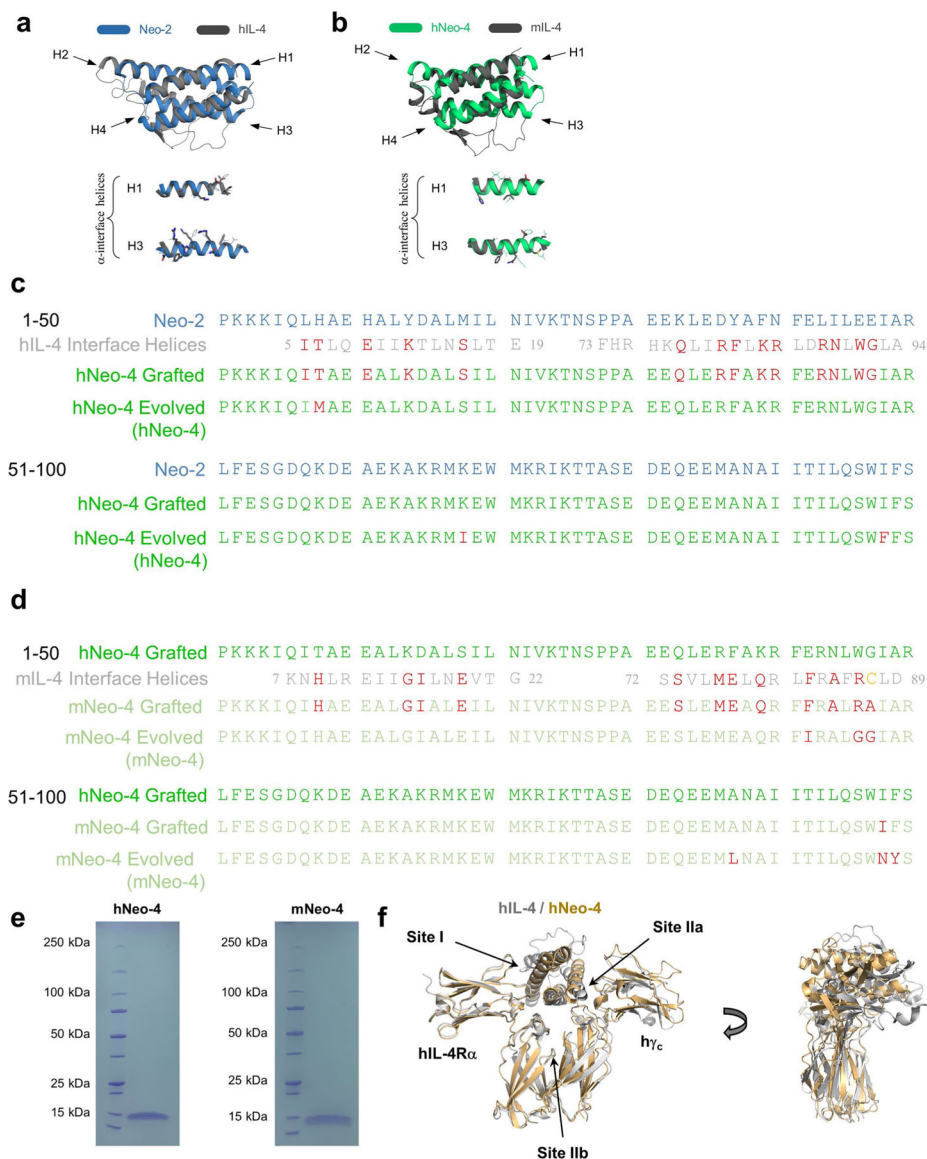 a
Neo-2 hIL-4
H2 H1
H4 H3
α-interface helices
H1
H3
b
hNeo-4 mIL-4
H2 H1
H4 H3
α-interface helices
H1
H3
c
1-50 Neo-2 PKKKIQLHAE HALYDALMIL NIVKTNSPPA EEKLEDYAFN FELILEEIAR
hIL-4 Interface Helices 5 ITLQ EIIKTLNSLT E 19 73 FHR HKQLIRFLKR LDRNLWGLA 94
hNeo-4 Grafted PKKKIQITAE EALKDALSIL NIVKTNSPPA EEQLERFAKR FERNLWGIAR
hNeo-4 Evolved PKKKIQIMAE EALKDALSIL NIVKTNSPPA EEQLERFAKR FERNLWGIAR
(hNeo-4)
51-100 Neo-2 LFESGDQKDE AEKAKRMKEW MKRIKTTASE DEQEEMANAI ITILQSWIFS
hNeo-4 Grafted LFESGDQKDE AEKAKRMKEW MKRIKTTASE DEQEEMANAI ITILQSWIFS
hNeo-4 Evolved LFESGDQKDE AEKAKRMIEW MKRIKTTASE DEQEEMANAI ITILQSWFFS
(hNeo-4)
d
1-50 hNeo-4 Grafted PKKKIQITAE EALKDALSIL NIVKTNSPPA EEQLERFAKR FERNLWGIAR
mIL-4 Interface Helices 7 KNHLRE IIGILNEVT G 22 72 SSVLMELQR LFRAFRCLD 89
mNeo-4 Grafted PKKKIQIHAE EALGIALEIL NIVKTNSPPA EESLEMEAQR FFRALRAIAR
mNeo-4 Evolved PKKKIQIHAE EALGIALEIL NIVKTNSPPA EESLEMEAQR FIRALGGIAR
(mNeo-4)
51-100 hNeo-4 Grafted LFESGDQKDE AEKAKRMKEW MKRIKTTASE DEQEEMANAI ITILQSWIFS
mNeo-4 Grafted LFESGDQKDE AEKAKRMKEW MKRIKTTASE DEQEEMANAI ITILQSWIFS
mNeo-4 Evolved LFESGDQKDE AEKAKRMKEW MKRIKTTASE DEQEEMLNAI ITILQSWNYS
(mNeo-4)
e
hNeo-4
250 kDa
100 kDa
50 kDa
25 kDa
15 kDa
mNeo-4
250 kDa
100 kDa
50 kDa
25 kDa
15 kDa
f
hIL-4 / hNeo-4
Site I Site IIa
hIL-4Rα hγc
Site IIb